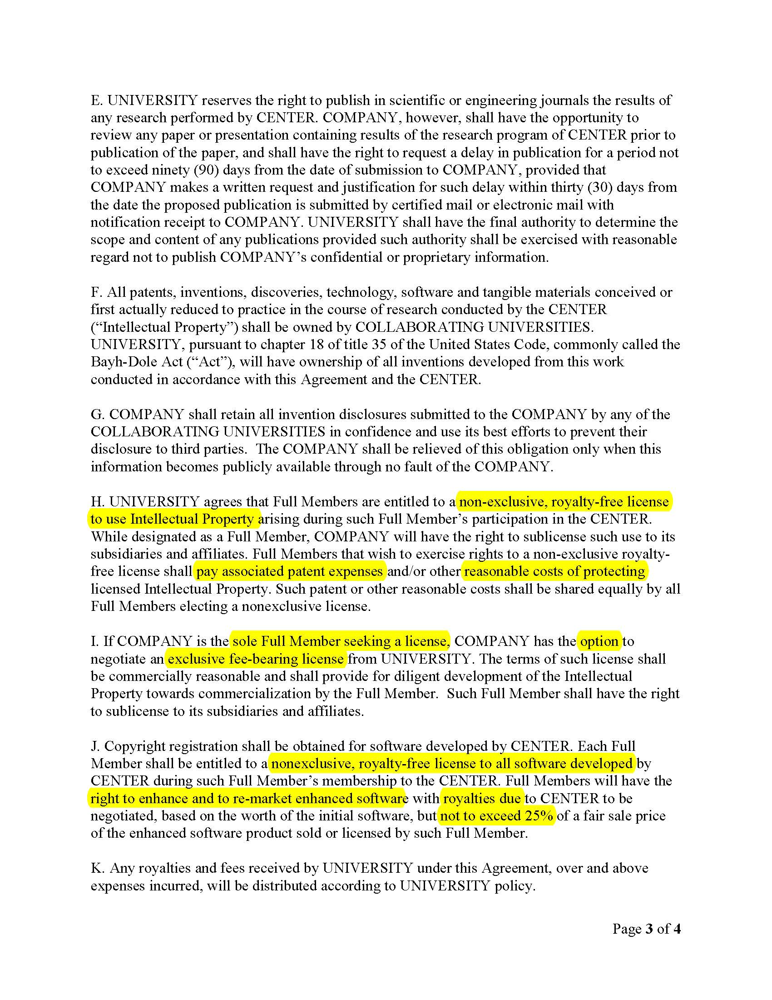 E. UNIVERSITY reserves the right to publish in scientific or engineering journals the results of
any research performed by CENTER. COMPANY, however, shall have the opportunity to
review any paper or presentation containing results of the research program of CENTER prior to
publication of the paper, and shall have the right to request a delay in publication for a period not
to exceed ninety (90) days from the date of submission to COMPANY, provided that
COMPANY makes a written request and justification for such delay within thirty (30) days from
the date the proposed publication is submitted by certified mail or electronic mail with
notification receipt to COMPANY. UNIVERSITY shall have the final authority to determine the
scope and content of any publications provided such authority shall be exercised with reasonable
regard not to publish COMPANY’s confidential or proprietary information.
F. All patents, inventions, discoveries, technology, software and tangible materials conceived or
first actually reduced to practice in the course of research conducted by the CENTER
(“Intellectual Property”) shall be owned by COLLABORATING UNIVERSITIES.
UNIVERSITY, pursuant to chapter 18 of title 35 of the United States Code, commonly called the
Bayh-Dole Act (“Act”), will have ownership of all inventions developed from this work
conducted in accordance with this Agreement and the CENTER.
G. COMPANY shall retain all invention disclosures submitted to the COMPANY by any of the
COLLABORATING UNIVERSITIES in confidence and use its best efforts to prevent their
disclosure to third parties.  The COMPANY shall be relieved of this obligation only when this
information becomes publicly available through no fault of the COMPANY.
H. UNIVERSITY agrees that Full Members are entitled to a non-exclusive, royalty-free license
to use Intellectual Property arising during such Full Member’s participation in the CENTER.
While designated as a Full Member, COMPANY will have the right to sublicense such use to its
subsidiaries and affiliates. Full Members that wish to exercise rights to a non-exclusive royalty-
free license shall pay associated patent expenses and/or other reasonable costs of protecting
licensed Intellectual Property. Such patent or other reasonable costs shall be shared equally by all
Full Members electing a nonexclusive license.
I. If COMPANY is the sole Full Member seeking a license, COMPANY has the option to
negotiate an exclusive fee-bearing license from UNIVERSITY. The terms of such license shall
be commercially reasonable and shall provide for diligent development of the Intellectual
Property towards commercialization by the Full Member.  Such Full Member shall have the right
to sublicense to its subsidiaries and affiliates.
J. Copyright registration shall be obtained for software developed by CENTER. Each Full
Member shall be entitled to a nonexclusive, royalty-free license to all software developed by
CENTER during such Full Member’s membership to the CENTER. Full Members will have the
right to enhance and to re-market enhanced software with royalties due to CENTER to be
negotiated, based on the worth of the initial software, but not to exceed 25% of a fair sale price
of the enhanced software product sold or licensed by such Full Member.
K. Any royalties and fees received by UNIVERSITY under this Agreement, over and above
expenses incurred, will be distributed according to UNIVERSITY policy.
Page 3 of 4